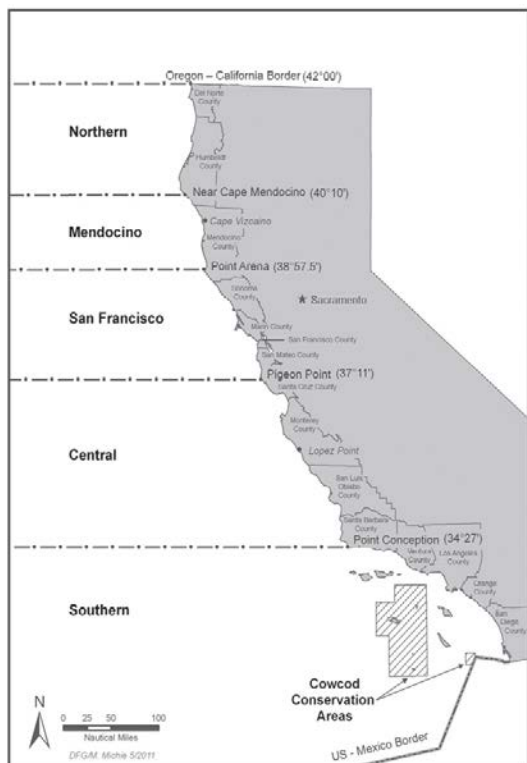 Oregon – California Border (42°00')
Del Norte
County
Northern
Humboldt
County
Near Cape Mendocino (40°10')
Cape Vizcaino
Mendocino
Mendocino
County
Point Arena (38°57.5')
Sonoma
County
Sacramento
San Francisco
Marin County
San Francisco County
San Mateo County
Pigeon Point (37°11')
Santa Cruz County
Monterey
County
Lopez Point
Central
San Luis
Obispo
County
Santa Barbara
County
Point Conception (34°27')
Ventura
County
Los Angeles
County
Orange
County
San
Diego
County
Southern
Cowcod
Conservation
Areas
N
0 25 50 100
Nautical Miles
DFG/M. Michie 5/2011
US - Mexico Border